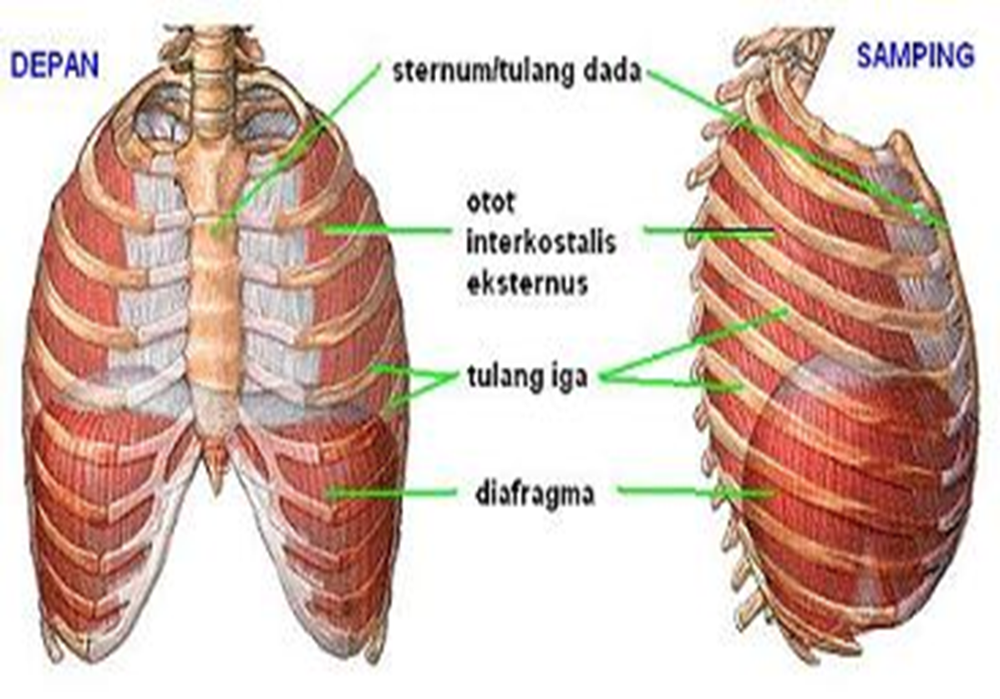 DEPAN
sternum/tulang dada
SAMPING
otot
interkostalis
eksternus
tulang iga
diafragma